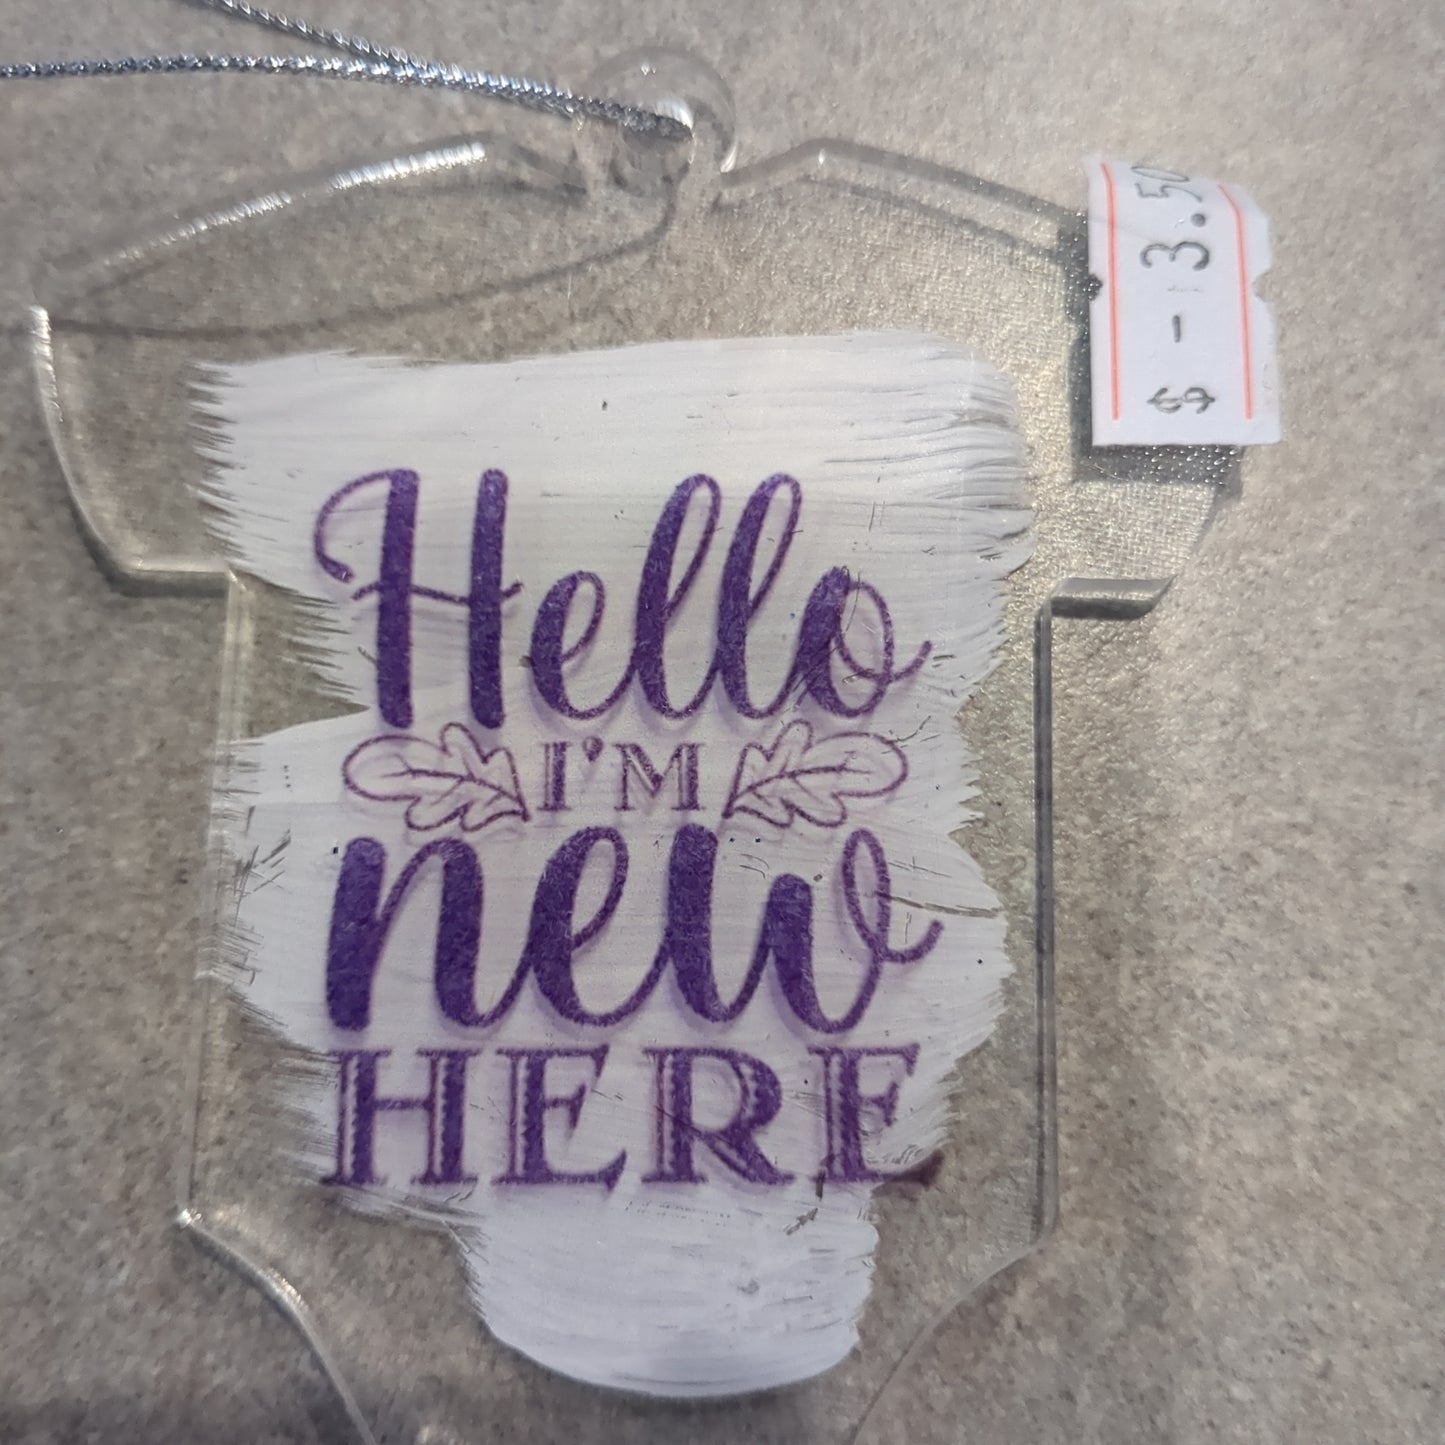 Hello
I'M
new
HERE
$ - 3.50